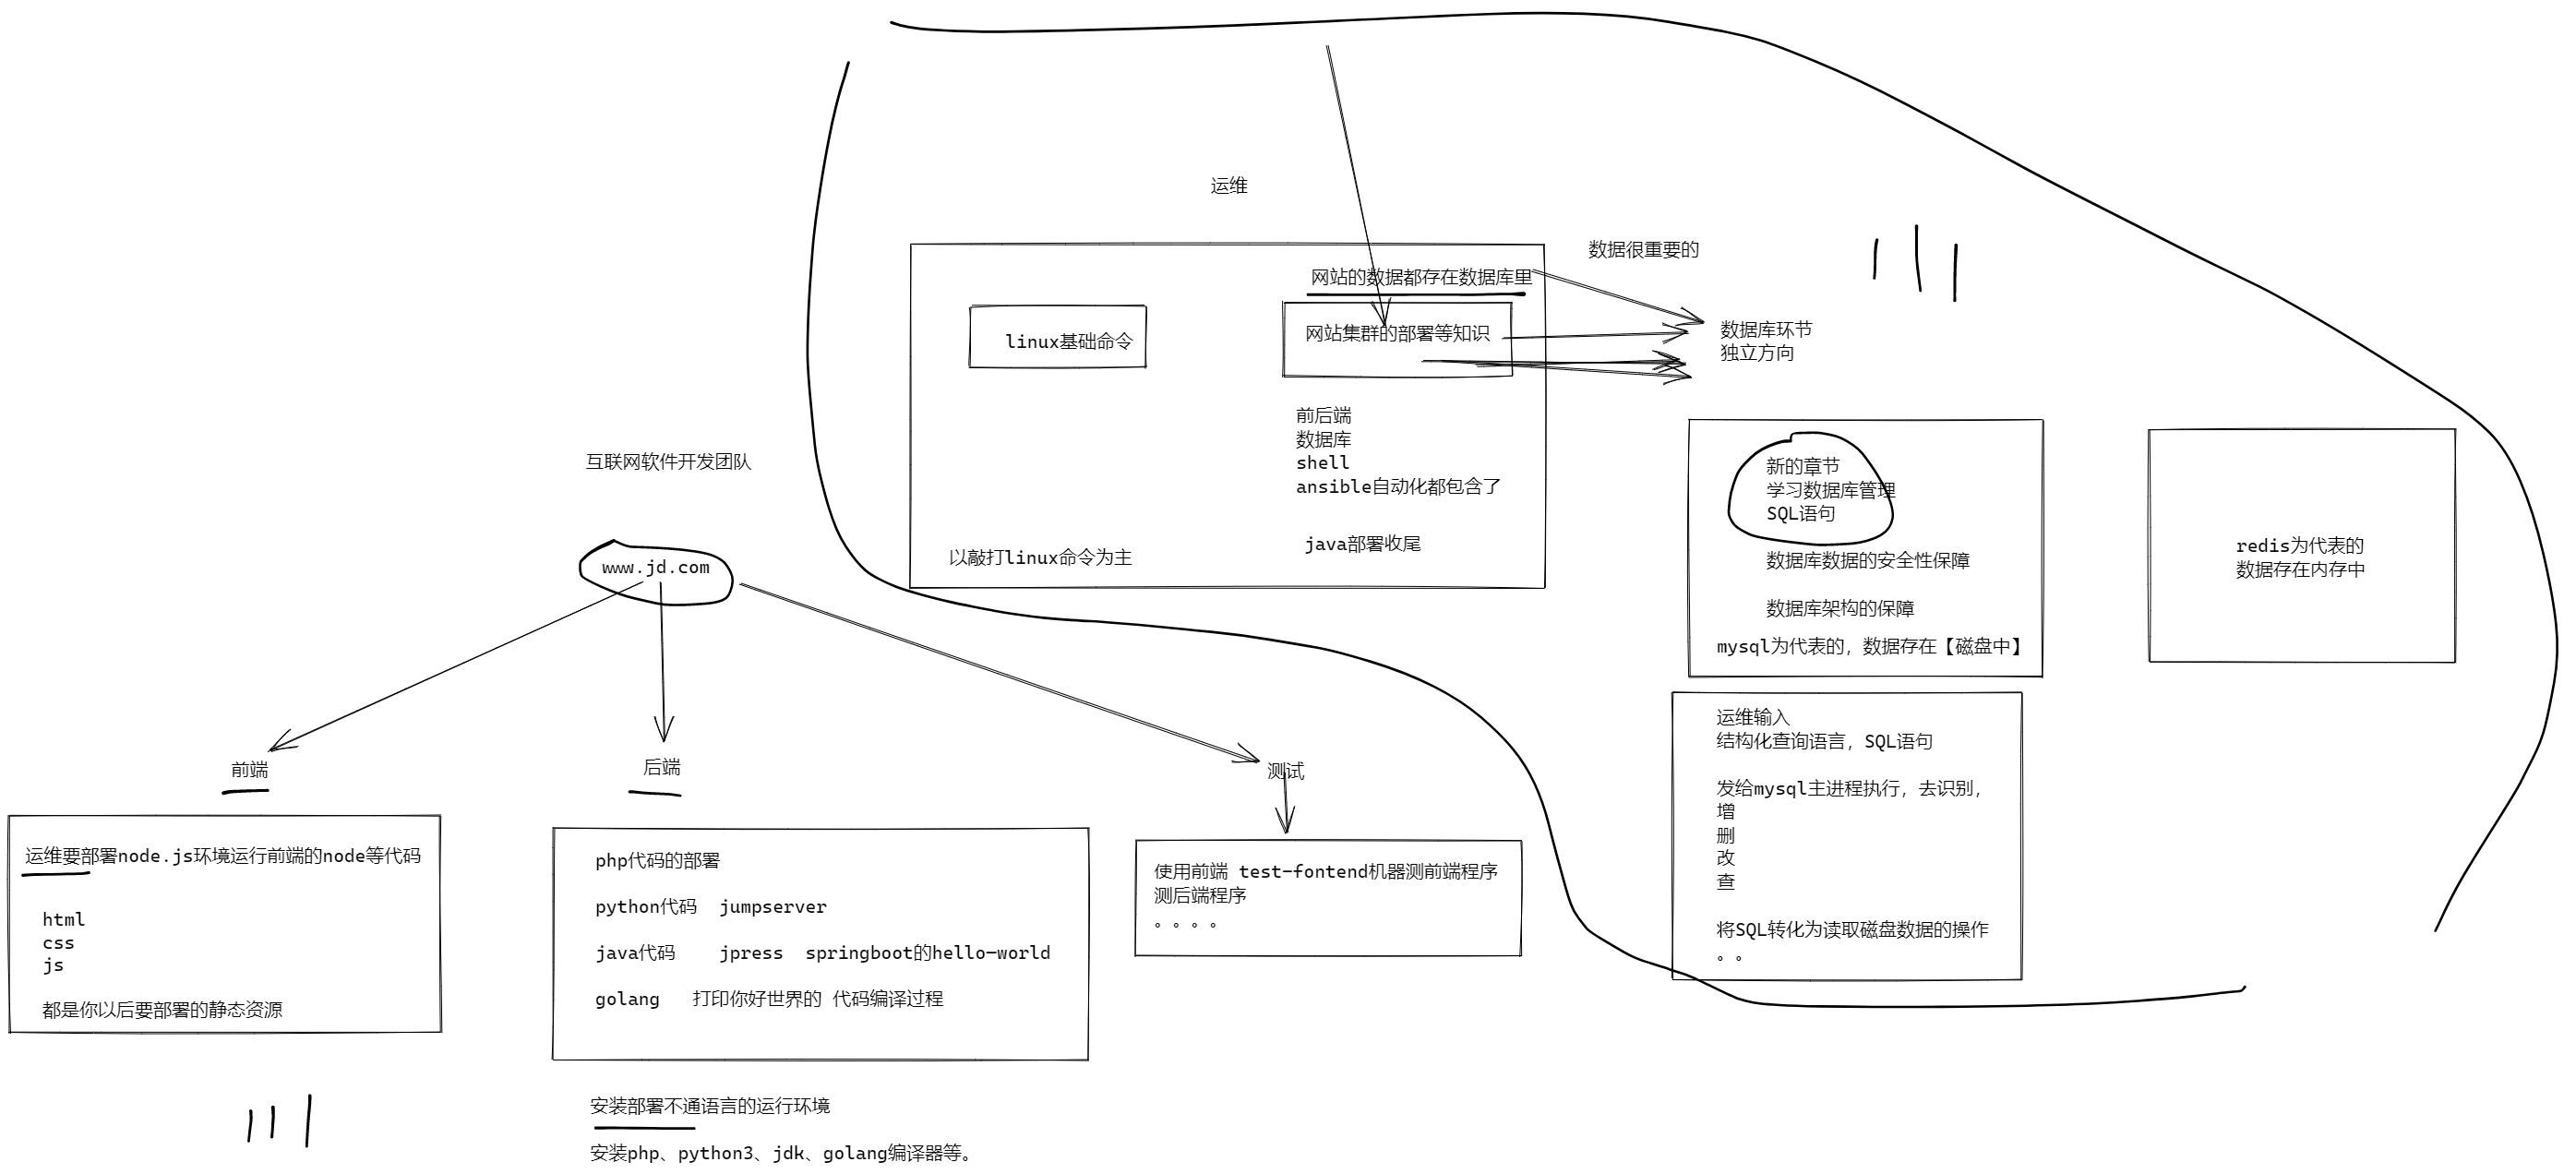 运维
数据很重要的
网站的数据都存在数据库里
linux基础命令
网站集群的部署等知识
数据库环节
独立方向
前后端
数据库
shell
ansible自动化都包含了
java部署收尾
以敲打linux命令为主
新的章节
学习数据库管理
SQL语句
数据库数据的安全性保障
数据库架构的保障
mysql为代表的，数据存在【磁盘中】
redis为代表的
数据存在内存中
运维输入
结构化查询语言，SQL语句
发给mysql主进程执行，去识别，
增
删
改
查
将SQL转化为读取磁盘数据的操作
。。
互联网软件开发团队
www.jd.com
前端
后端
测试
运维要部署node.js环境运行前端的node等代码
html
css
js
都是你以后要部署的静态资源
php代码的部署
python代码 jumpserver
java代码 jpress springboot的hello-world
golang 打印你好世界的 代码编译过程
使用前端 test-fontend机器测前端程序
测后端程序
。。。。
安装部署不通语言的运行环境
安装php、python3、jdk、golang编译器等。